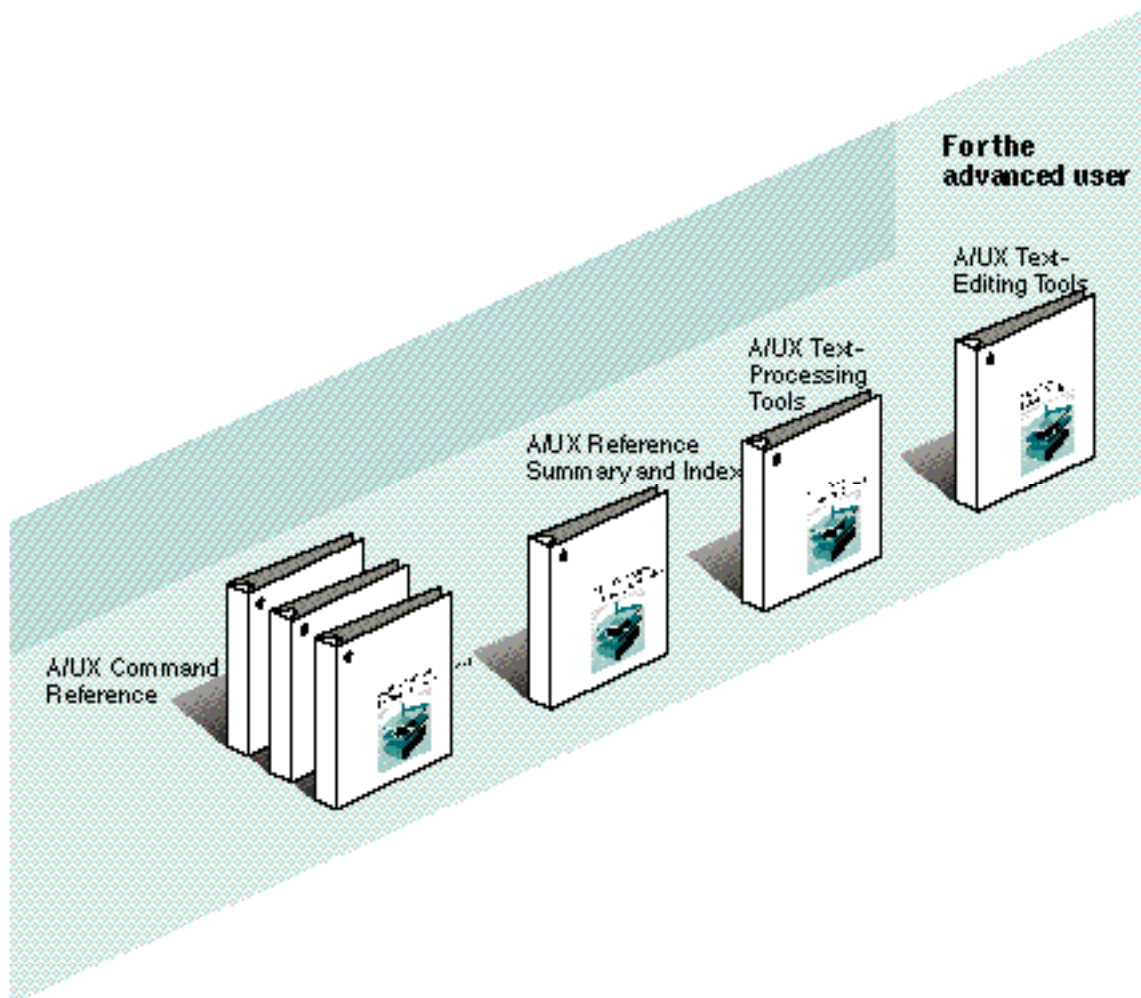 For the
advanced user
A/UX Text-
Editing Tools
A/UX Text-
Processing
Tools
A/UX Reference
Summary and Index
A/UX Command
Reference